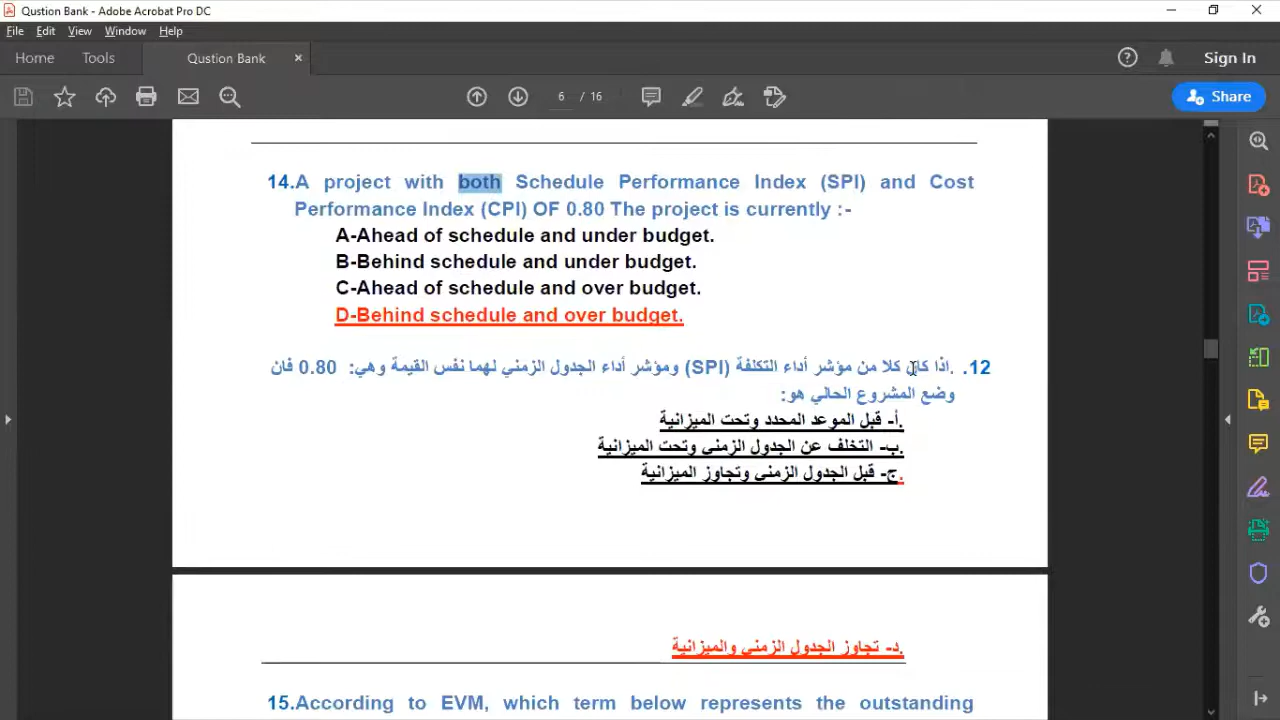 Qustion Bank - Adobe Acrobat Pro DC
File Edit View Window Help
Home Tools Qustion Bank × Sign In
6 / 16 Share
14.A project with both Schedule Performance Index (SPI) and Cost
Performance Index (CPI) OF 0.80 The project is currently :-
A-Ahead of schedule and under budget.
B-Behind schedule and under budget.
C-Ahead of schedule and over budget.
D-Behind schedule and over budget.
12. .اذا كان كلا من مؤشر أداء التكلفة (SPI) ومؤشر أداء الجدول الزمني لهما نفس القيمة وهي: 0.80 فان
وضع المشروع الحالي هو:
.أ- قبل الموعد المحدد وتحت الميزانية
.ب- التخلف عن الجدول الزمني وتحت الميزانية
.ج- قبل الجدول الزمني وتجاوز الميزانية
.د- تجاوز الجدول الزمني والميزانية
15.According to EVM, which term below represents the outstanding